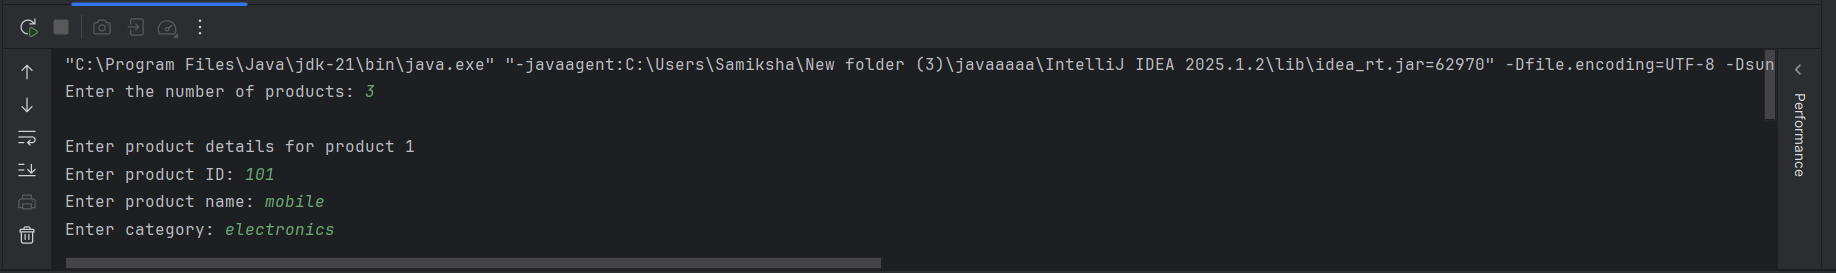 "C:\Program Files\Java\jdk-21\bin\java.exe" "-javaagent:C:\Users\Samiksha\New folder (3)\javaaaaa\IntelliJ IDEA 2025.1.2\lib\idea_rt.jar=62970" -Dfile.encoding=UTF-8 -Dsun
Enter the number of products: 3
Enter product details for product 1
Enter product ID: 101
Enter product name: mobile
Enter category: electronics
Performance